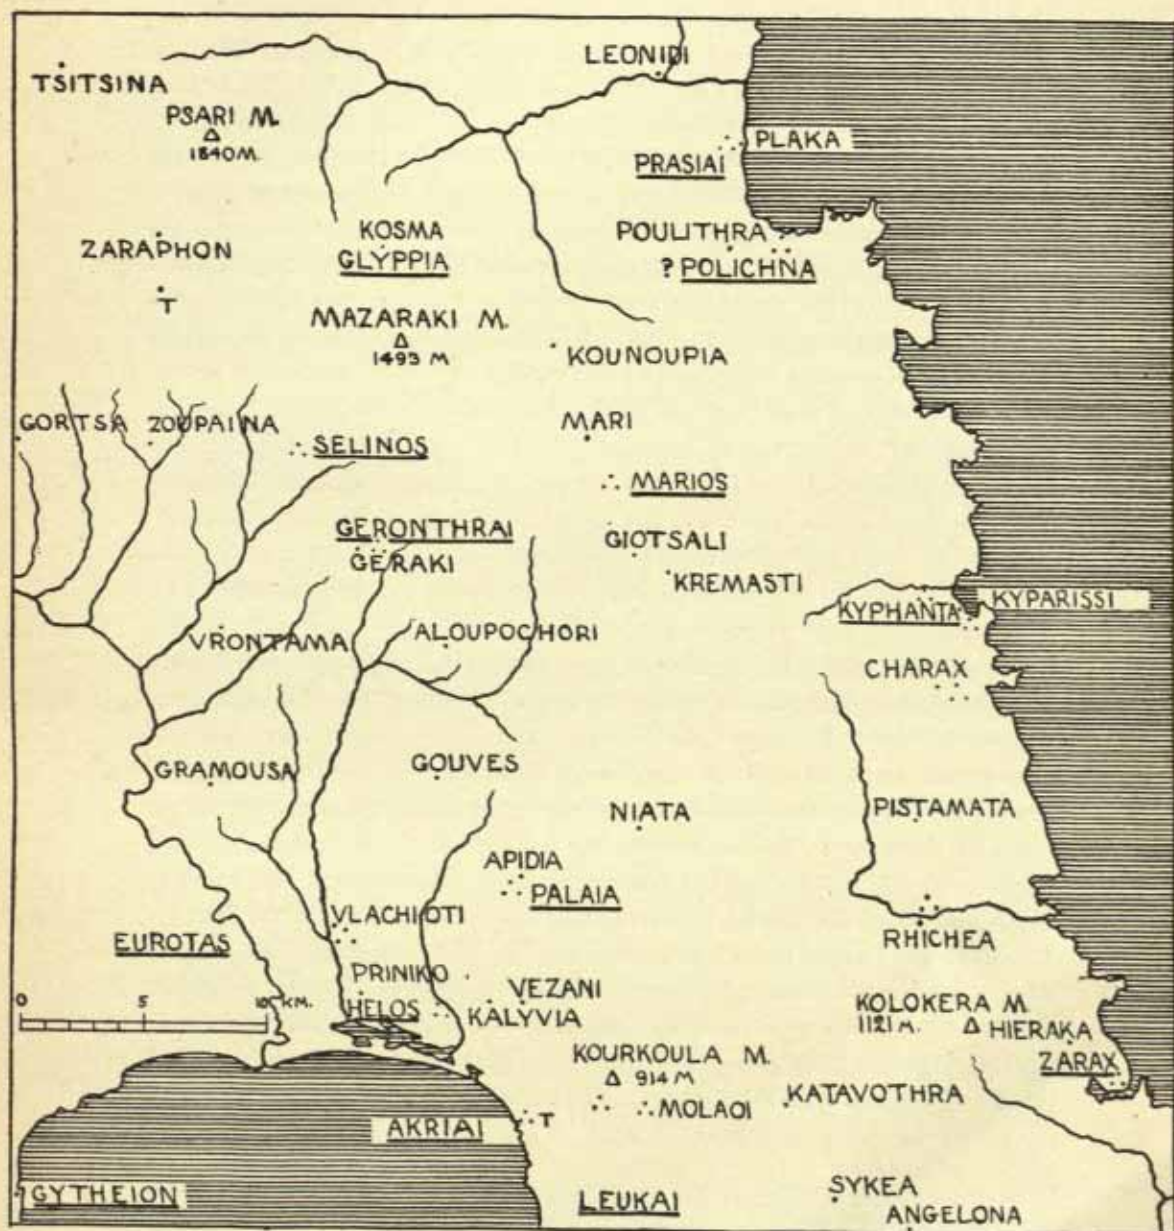 LEONIDI
TSITSINA
PSARI M.
1840 M.
PLAKA
PRASIAI
KOSMA
GLYPPIA
POULITHRA
? POLICHNA
ZARAPHON
T
MAZARAKI M.
1493 M
KOUNOUPIA
GORTSA ZOUPAINA
SELINOS
MARI
MARIOS
GERONTHRAI
GERAKI
GIOTSALI
KREMASTI
KYPHANTA
KYPARISSI
VRONTAMA
ALOUPOCHORI
CHARAX
GRAMOUSA
GOUVES
NIATA
PISTAMATA
APIDIA
PALAIA
VLACHIOTI
RHICHEA
EUROTAS
PRINIKO
HELOS
VEZANI
KALYVIA
0 5 10 KM.
KOLOKERA M.
1121 M.
HIERAKA
ZARAX
KOURKOULA M.
914 M
MOLAOI
KATAVOTHRA
AKRIAI
T
GYTHEION
LEUKAI
SYKEA
ANGELONA